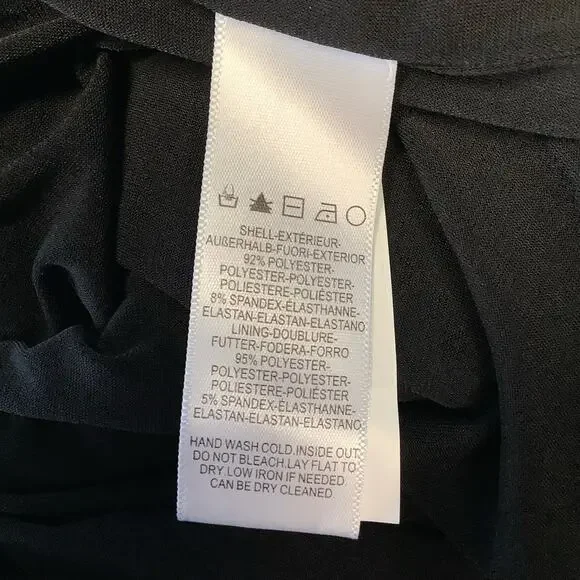 SHELL-EXTÉRIEUR-
AUßERHALB-FUORI-EXTERIOR
92% POLYESTER-
POLYESTER-POLYESTER-
POLIESTERE-POLIÉSTER
8% SPANDEX-ÉLASTHANNE-
ELASTAN-ELASTAN-ELASTANO
LINING-DOUBLURE-
FUTTER-FODERA-FORRO
95% POLYESTER-
POLYESTER-POLYESTER-
POLIESTERE-POLIÉSTER
5% SPANDEX-ÉLASTHANNE-
ELASTAN-ELASTAN-ELASTANO
HAND WASH COLD.INSIDE OUT.
DO NOT BLEACH.LAY FLAT TO
DRY.LOW IRON IF NEEDED.
CAN BE DRY CLEANED